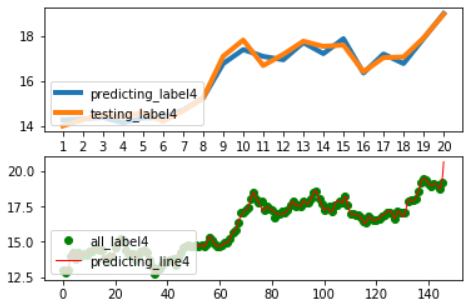 18
16
14
predicting_label4
testing_label4
1 2 3 4 5 6 7 8 9 10 11 12 13 14 15 16 17 18 19 20
20.0
17.5
15.0
12.5
all_label4
predicting_line4
0 20 40 60 80 100 120 140